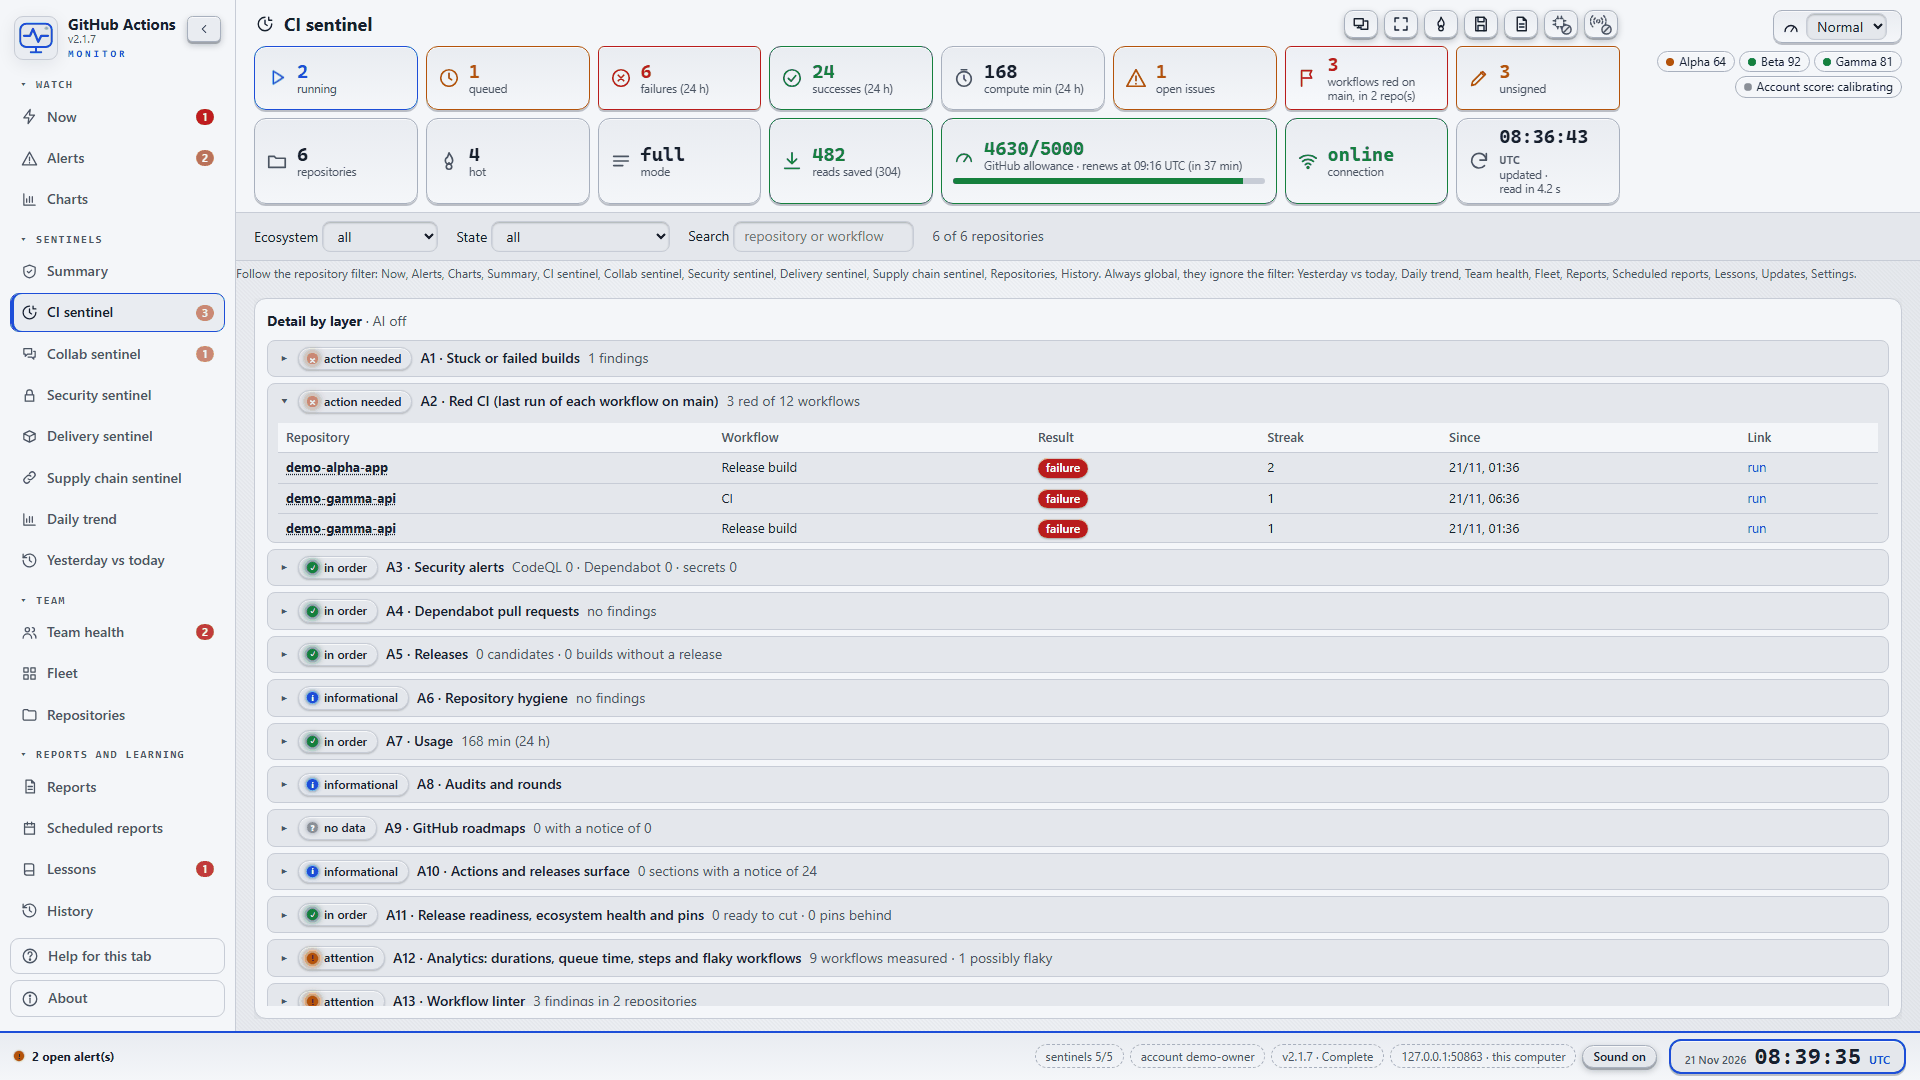 GitHub Actions
v2.1.7
MONITOR
WATCH
Now 1
Alerts 2
Charts
SENTINELS
Summary
CI sentinel 3
Collab sentinel 1
Security sentinel
Delivery sentinel
Supply chain sentinel
Daily trend
Yesterday vs today
TEAM
Team health 2
Fleet
Repositories
REPORTS AND LEARNING
Reports
Scheduled reports
Lessons 1
History
Help for this tab
About
CI sentinel
Normal
Alpha 64 Beta 92 Gamma 81
Account score: calibrating
2
running
1
queued
6
failures (24 h)
24
successes (24 h)
168
compute min (24 h)
1
open issues
3
workflows red on
main, in 2 repo(s)
3
unsigned
6
repositories
4
hot
full
mode
482
reads saved (304)
4630/5000
GitHub allowance · renews at 09:16 UTC (in 37 min)
online
connection
08:36:43
UTC
updated ·
read in 4.2 s
Ecosystem all State all Search repository or workflow 6 of 6 repositories
Follow the repository filter: Now, Alerts, Charts, Summary, CI sentinel, Collab sentinel, Security sentinel, Delivery sentinel, Supply chain sentinel, Repositories, History. Always global, they ignore the filter: Yesterday vs today, Daily trend, Team health, Fleet, Reports, Scheduled reports, Lessons, Updates, Settings.
Detail by layer · AI off
action needed A1 · Stuck or failed builds 1 findings
action needed A2 · Red CI (last run of each workflow on main) 3 red of 12 workflows
Repository Workflow Result Streak Since Link
demo-alpha-app Release build failure 2 21/11, 01:36 run
demo-gamma-api CI failure 1 21/11, 06:36 run
demo-gamma-api Release build failure 1 21/11, 01:36 run
in order A3 · Security alerts CodeQL 0 · Dependabot 0 · secrets 0
in order A4 · Dependabot pull requests no findings
in order A5 · Releases 0 candidates · 0 builds without a release
informational A6 · Repository hygiene no findings
in order A7 · Usage 168 min (24 h)
informational A8 · Audits and rounds
no data A9 · GitHub roadmaps 0 with a notice of 0
informational A10 · Actions and releases surface 0 sections with a notice of 24
in order A11 · Release readiness, ecosystem health and pins 0 ready to cut · 0 pins behind
attention A12 · Analytics: durations, queue time, steps and flaky workflows 9 workflows measured · 1 possibly flaky
attention A13 · Workflow linter 3 findings in 2 repositories
2 open alert(s)
sentinels 5/5 account demo-owner v2.1.7 · Complete 127.0.0.1:50863 · this computer Sound on 21 Nov 2026 08:39:35 UTC